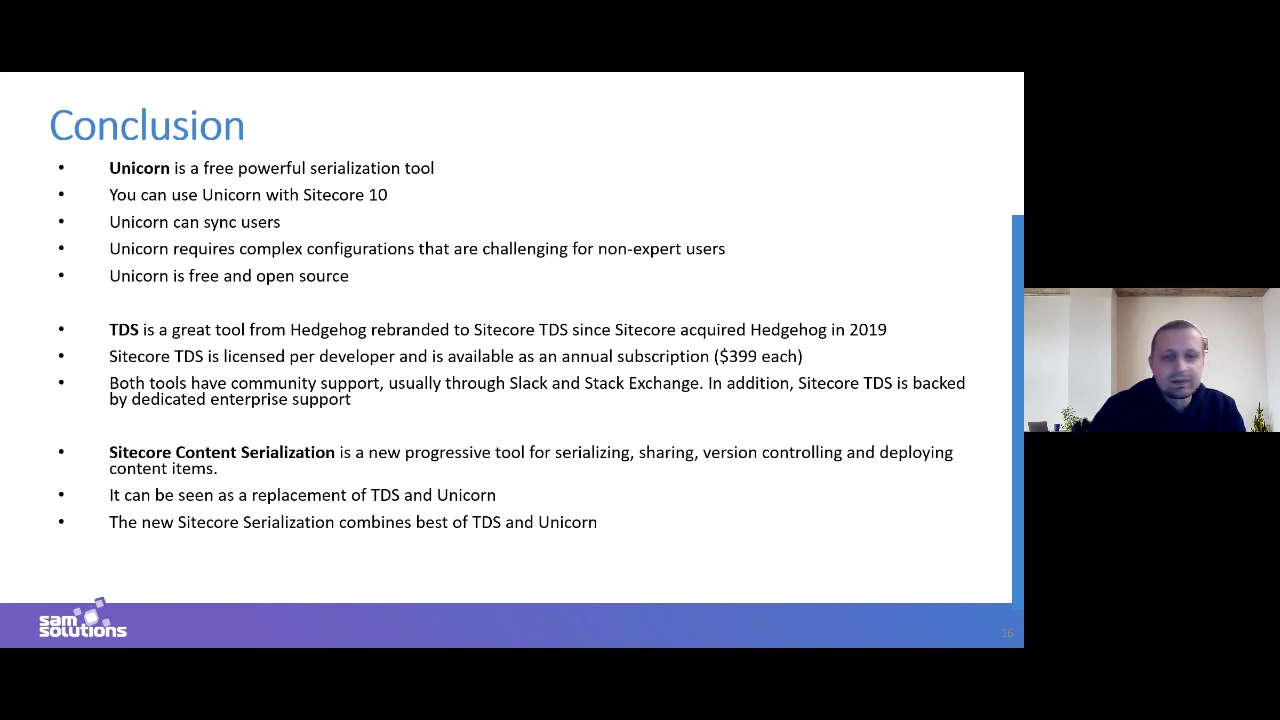 Conclusion
• Unicorn is a free powerful serialization tool
• You can use Unicorn with Sitecore 10
• Unicorn can sync users
• Unicorn requires complex configurations that are challenging for non-expert users
• Unicorn is free and open source
• TDS is a great tool from Hedgehog rebranded to Sitecore TDS since Sitecore acquired Hedgehog in 2019
• Sitecore TDS is licensed per developer and is available as an annual subscription ($399 each)
• Both tools have community support, usually through Slack and Stack Exchange. In addition, Sitecore TDS is backed
by dedicated enterprise support
• Sitecore Content Serialization is a new progressive tool for serializing, sharing, version controlling and deploying
content items.
• It can be seen as a replacement of TDS and Unicorn
• The new Sitecore Serialization combines best of TDS and Unicorn
sam
solutions
16